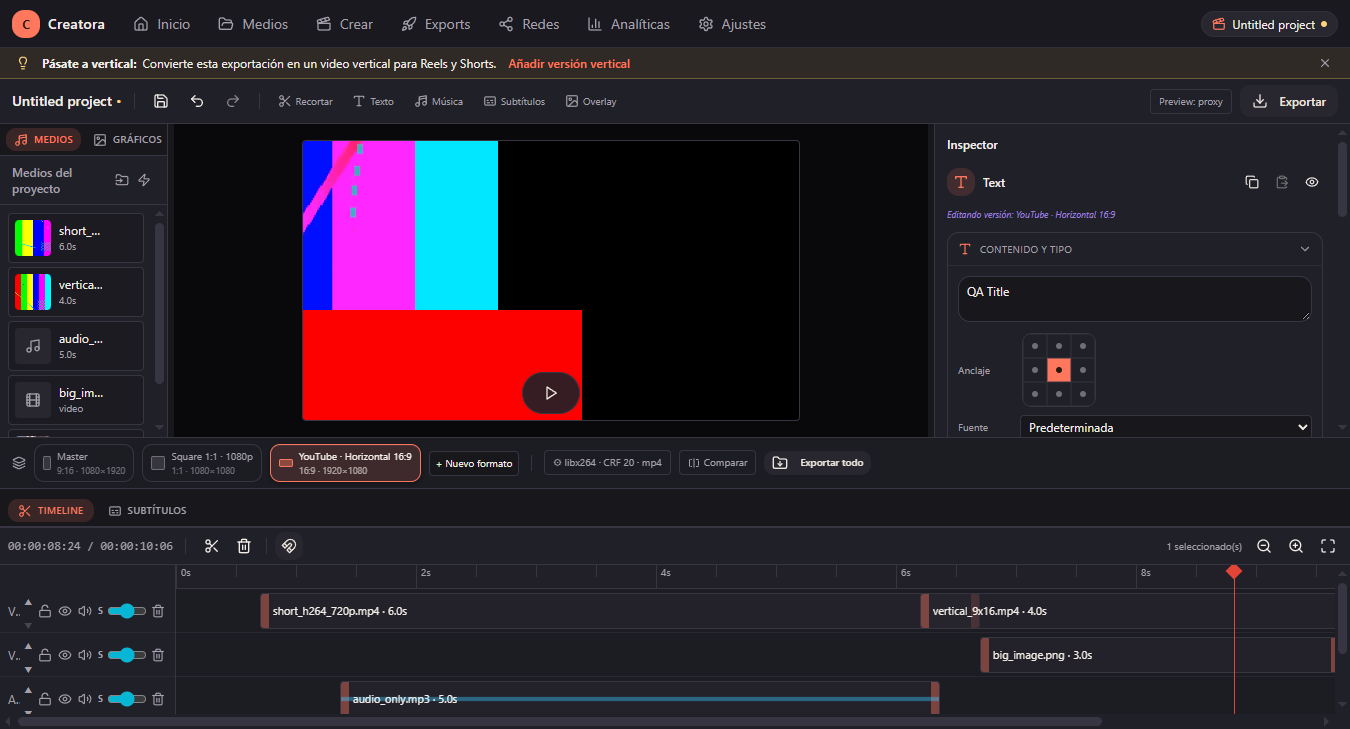 C Creatora Inicio Medios Crear Exports Redes Analíticas Ajustes Untitled project
Pásate a vertical: Convierte esta exportación en un video vertical para Reels y Shorts. Añadir versión vertical
Untitled project Recortar Texto Música Subtítulos Overlay Preview: proxy Exportar
MEDIOS GRÁFICOS
Medios del
proyecto
short_...
6.0s
vertica...
4.0s
audio_...
5.0s
big_im...
video
Inspector
Text
Editando versión: YouTube · Horizontal 16:9
CONTENIDO Y TIPO
QA Title
Anclaje
Fuente Predeterminada
Master
9:16 · 1080×1920
Square 1:1 · 1080p
1:1 · 1080×1080
YouTube · Horizontal 16:9
16:9 · 1920×1080
+ Nuevo formato
libx264 · CRF 20 · mp4
Comparar
Exportar todo
TIMELINE SUBTÍTULOS
00:00:08:24 / 00:00:10:06 1 seleccionado(s)
0s 2s 4s 6s 8s
V.. S short_h264_720p.mp4 · 6.0s vertical_9x16.mp4 · 4.0s
V.. S big_image.png · 3.0s
A.. S audio_only.mp3 · 5.0s